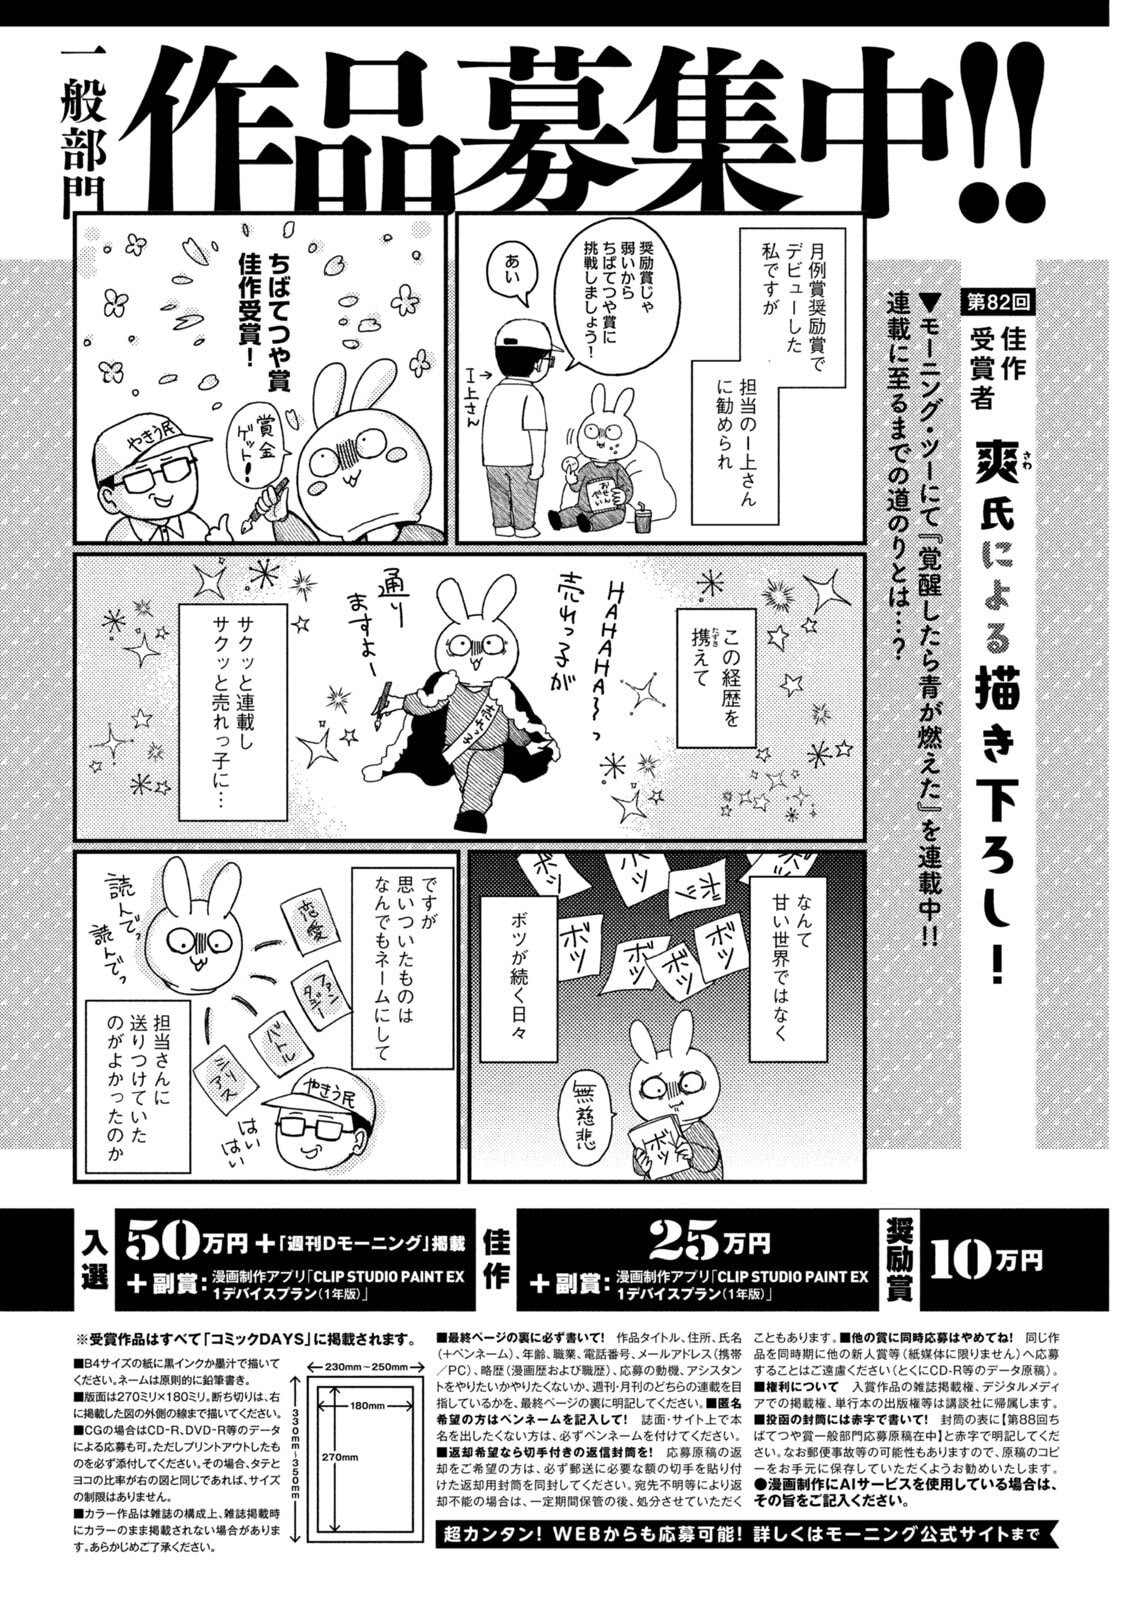 一般部門
作品募集中!!
第82回
佳作
受賞者
爽氏による描き下ろし!
さわ
▼モーニング・ツーにて『覚醒したら青が燃えた』を連載中!!
連載に至るまでの道のりとは…?
月例賞奨励賞で
デビューした
私ですが
担当のI上さん
に勧められ
奨励賞じゃ
弱いから
ちばてつや賞に
挑戦しましょう!
あい
I上さん→
おせん
べい
ちばてつや賞
佳作受賞!
賞金
ゲット!
やきう民
この経歴を
携えて
たずさ
HAHAHA〜っ
売れっ子が
通り
ますよー
売れっ子
サクッと連載し
サクッと売れっ子に…
なんて
甘い世界ではなく
ボツが続く日々
ボツ
ボツ
ボツ
ボツ
ボツ
ボツ
ボツ
ボツ
無慈悲
ですが
思いついたものは
なんでもネームにして
読んでっ
読んでっ
恋愛
ファン
タジー
バトル
シリ
アス
やきう民
はいはい
はい
担当さんに
送りつけていた
のがよかったのか
入選
50万円+「週刊Dモーニング」掲載
+副賞:漫画制作アプリ「CLIP STUDIO PAINT EX
1デバイスプラン(1年版)」
佳作
25万円
+副賞:漫画制作アプリ「CLIP STUDIO PAINT EX
1デバイスプラン(1年版)」
奨励賞
10万円
※受賞作品はすべて「コミックDAYS」に掲載されます。
■B4サイズの紙に黒インクか墨汁で描いて
ください。ネームは原則的に鉛筆書き。
■版面は270ミリ×180ミリ。断ち切りは、右
に掲載した図の外側の線まで描いてください。
■CGの場合はCD-R、DVD-R等のデータ
による応募も可。ただしプリントアウトしたも
のを必ず添付してください。その場合、タテと
ヨコの比率が右の図と同じであれば、サイズ
の制限はありません。
■カラー作品は雑誌の構成上、雑誌掲載時
にカラーのまま掲載されない場合がありま
す。あらかじめご了承ください。
230mm〜250mm
180mm
330mm〜350mm
270mm
■最終ページの裏に必ず書いて! 作品タイトル、住所、氏名
(+ペンネーム)、年齢、職業、電話番号、メールアドレス(携帯
/PC)、略歴(漫画歴および職歴)、応募の動機、アシスタン
トをやりたいかやりたくないか、週刊・月刊のどちらの連載を目
指しているかを、最終ページの裏に明記してください。■匿名
希望の方はペンネームを記入して! 誌面・サイト上で本
名を出したくない方は、必ずペンネームを付けてください。
■返却希望なら切手付きの返信封筒を! 応募原稿の返
却をご希望の方は、必ず郵送に必要な額の切手を貼り付
けた返却用封筒を同封してください。宛先不明等により返
却不能の場合は、一定期間保管の後、処分させていただく
こともあります。■他の賞に同時応募はやめてね! 同じ作
品を同時期に他の新人賞等(紙媒体に限りません)へ応募
することはご遠慮ください(とくにCD-R等のデータ原稿)。
■権利について 入賞作品の雑誌掲載権、デジタルメディ
アでの掲載権、単行本の出版権等は講談社に帰属します。
■投函の封筒には赤字で書いて! 封筒の表に【第88回ち
ばてつや賞一般部門応募原稿在中】と赤字で明記してくだ
さい。なお郵便事故等の可能性もありますので、原稿のコピ
ーをお手元に保存していただくようお勧めいたします。
●漫画制作にAIサービスを使用している場合は、
その旨をご記入ください。
超カンタン! WEBからも応募可能! 詳しくはモーニング公式サイトまで